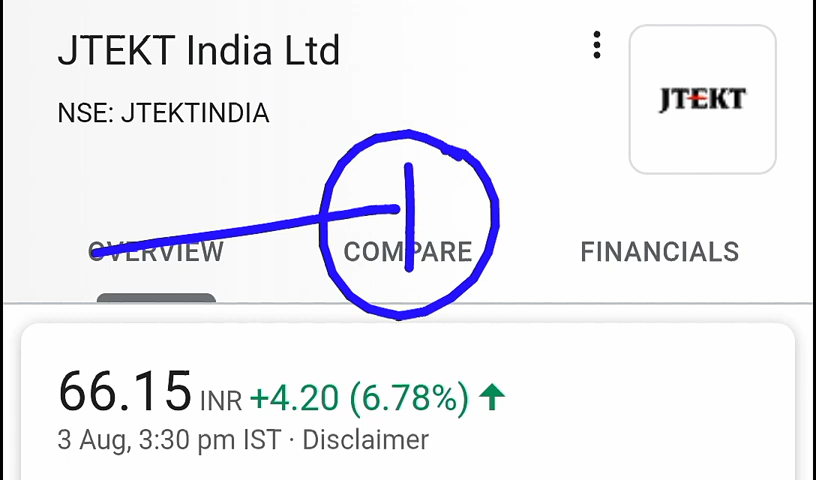 JTEKT India Ltd
JTEKT
NSE: JTEKTINDIA
1
OVERVIEW COMPARE FINANCIALS
66.15 INR +4.20 (6.78%)
3 Aug, 3:30 pm IST · Disclaimer